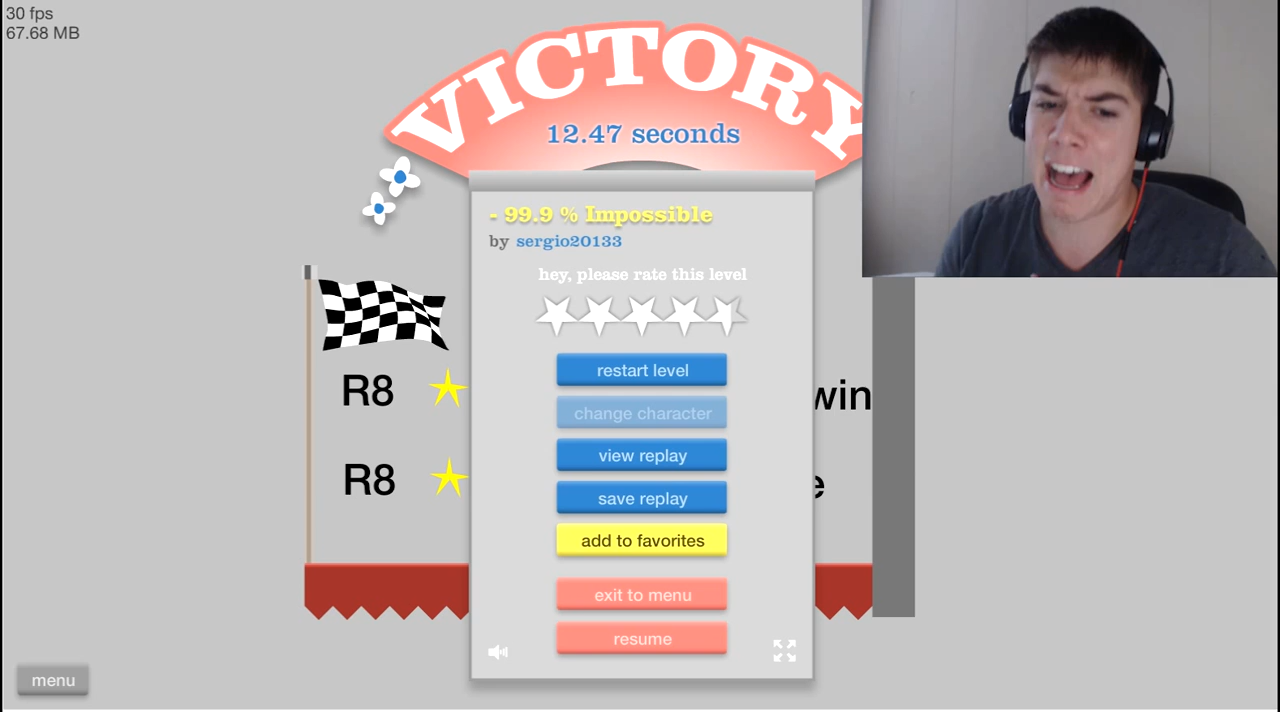 30 fps
67.68 MB
VICTORY
12.47 seconds
- 99.9 % Impossible
by sergio20133
hey, please rate this level
restart level
R8
win
change character
view replay
R8
e
save replay
add to favorites
exit to menu
resume
menu